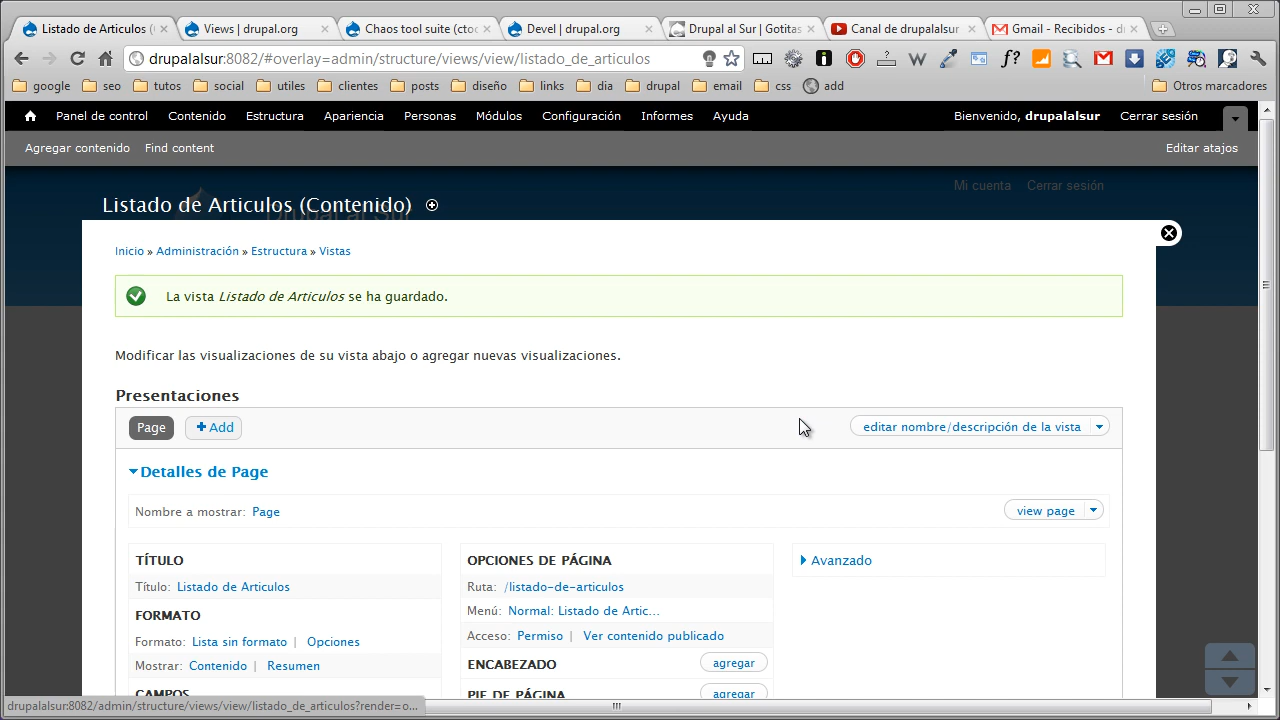 Listado de Articulos (
Views | drupal.org
Chaos tool suite (ctoc
Devel | drupal.org
Drupal al Sur | Gotitas
Canal de drupalalsur
Gmail - Recibidos - d
drupalalsur:8082/#overlay=admin/structure/views/view/listado_de_articulos
google seo tutos social utiles clientes posts diseño links dia drupal email css add Otros marcadores
Panel de control Contenido Estructura Apariencia Personas Módulos Configuración Informes Ayuda Bienvenido, drupalalsur Cerrar sesión
Agregar contenido Find content Editar atajos
Mi cuenta Cerrar sesión
Listado de Articulos (Contenido)
Drupal al Sur
Inicio » Administración » Estructura » Vistas
La vista Listado de Articulos se ha guardado.
Modificar las visualizaciones de su vista abajo o agregar nuevas visualizaciones.
Presentaciones
Page + Add editar nombre/descripción de la vista
Detalles de Page
Nombre a mostrar: Page view page
TÍTULO
Título: Listado de Articulos
FORMATO
Formato: Lista sin formato | Opciones
Mostrar: Contenido | Resumen
CAMPOS
OPCIONES DE PÁGINA
Ruta: /listado-de-articulos
Menú: Normal: Listado de Artic...
Acceso: Permiso | Ver contenido publicado
ENCABEZADO agregar
PIE DE PÁGINA agregar
Avanzado
drupalalsur:8082/admin/structure/views/view/listado_de_articulos?render=o...